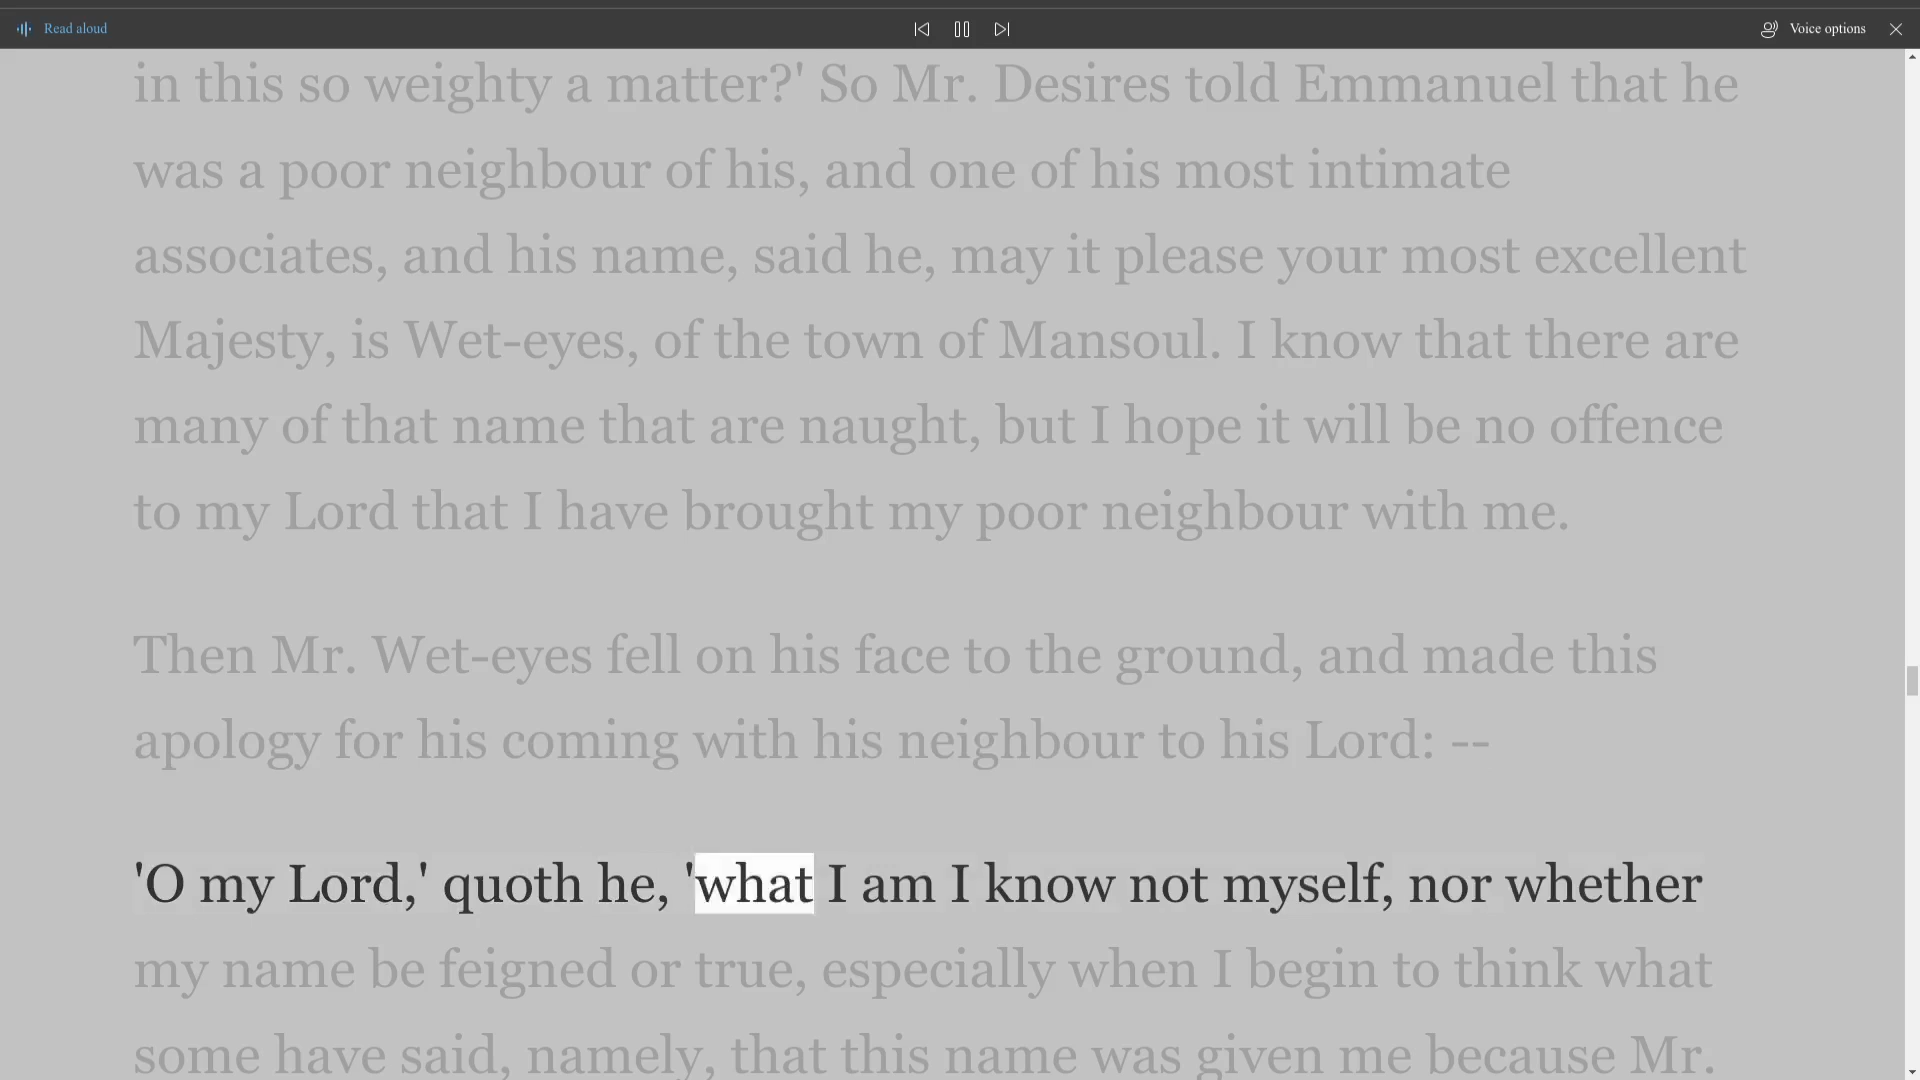 Read aloud
Voice options
in this so weighty a matter?' So Mr. Desires told Emmanuel that he
was a poor neighbour of his, and one of his most intimate
associates, and his name, said he, may it please your most excellent
Majesty, is Wet-eyes, of the town of Mansoul. I know that there are
many of that name that are naught, but I hope it will be no offence
to my Lord that I have brought my poor neighbour with me.
Then Mr. Wet-eyes fell on his face to the ground, and made this
apology for his coming with his neighbour to his Lord: --
'O my Lord,' quoth he, 'what I am I know not myself, nor whether
my name be feigned or true, especially when I begin to think what
some have said, namely, that this name was given me because Mr.